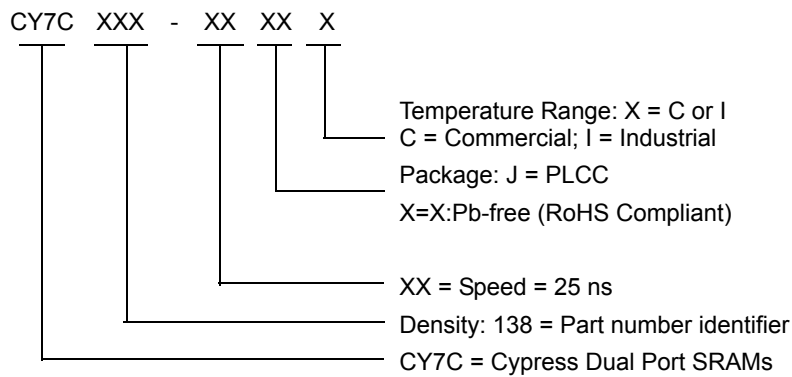 CY7C XXX - XX XX X
Temperature Range: X = C or I
C = Commercial; I = Industrial
Package: J = PLCC
X=X:Pb-free (RoHS Compliant)
XX = Speed = 25 ns
Density: 138 = Part number identifier
CY7C = Cypress Dual Port SRAMs